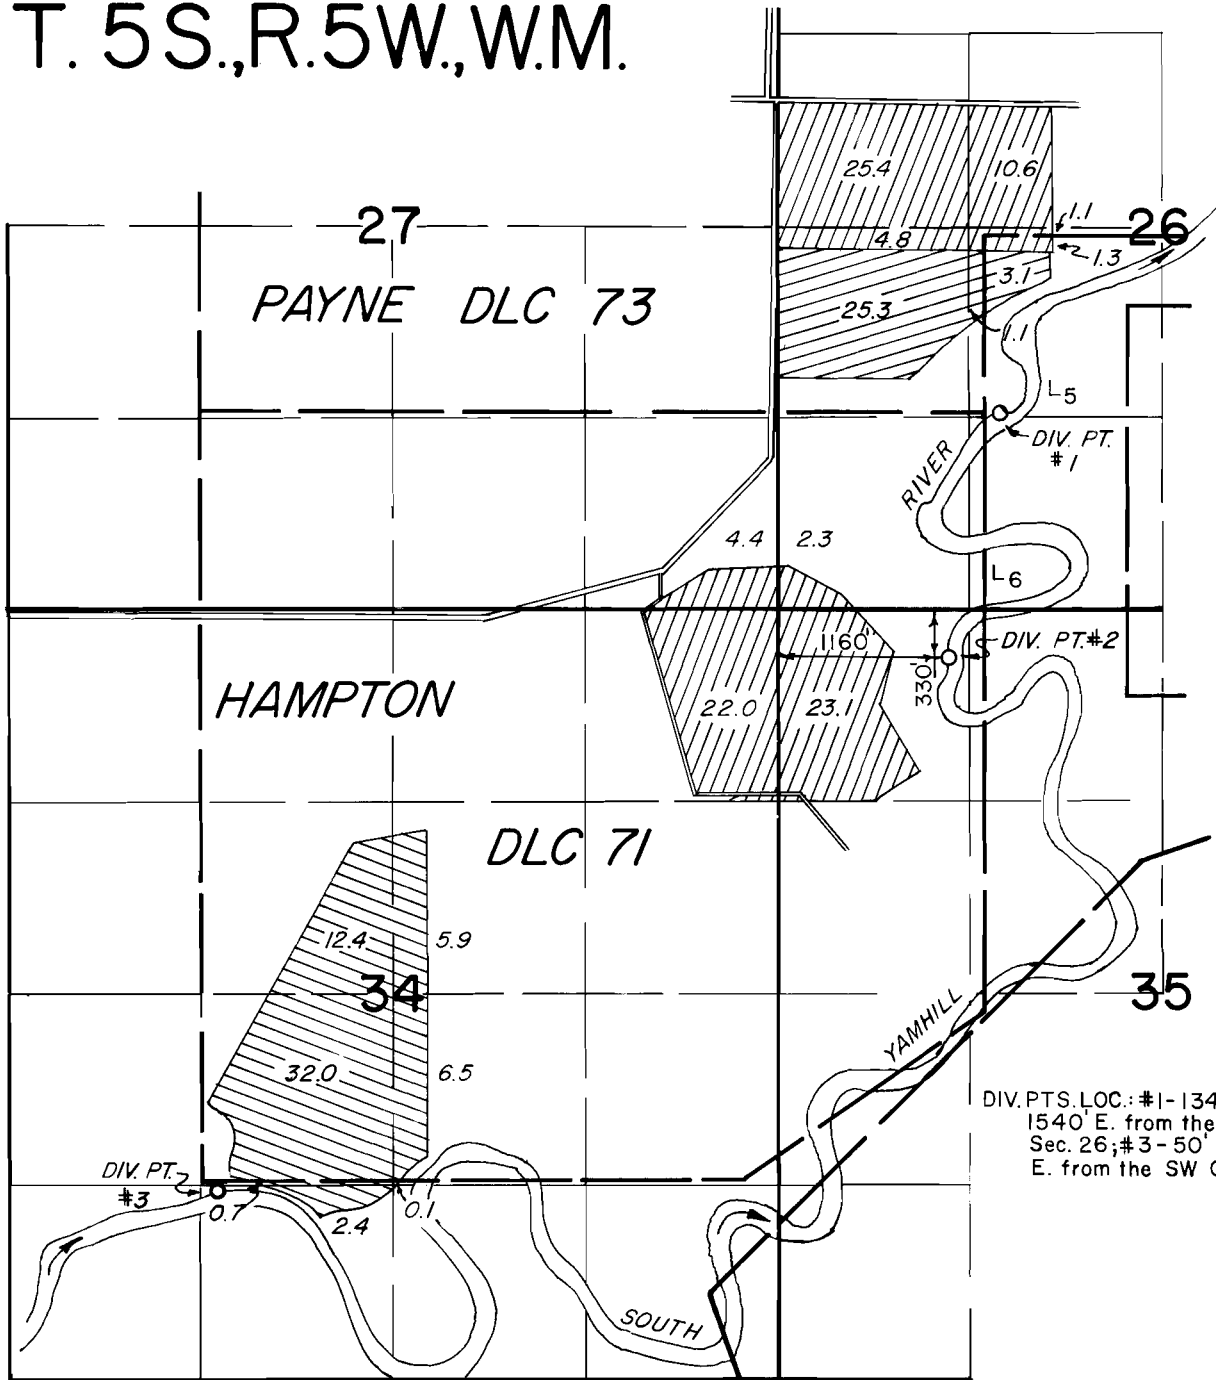 T. 5S.,R.5W.,W.M.
25.4
10.6
1.1
27
26
4.8
1.3
3.1
PAYNE DLC 73
25.3
1.1
L5
DIV. PT.
#1
RIVER
4.4 2.3
L6
1160'
DIV. PT.#2
330'
HAMPTON
22.0
23.1
DLC 71
12.4
5.9
34
35
YAMHILL
32.0
6.5
DIV.PTS.LOC.:#1-134
1540' E. from the
Sec. 26;#3-50'
E. from the SW
DIV. PT.
#3
0.7
2.4
0.1
SOUTH